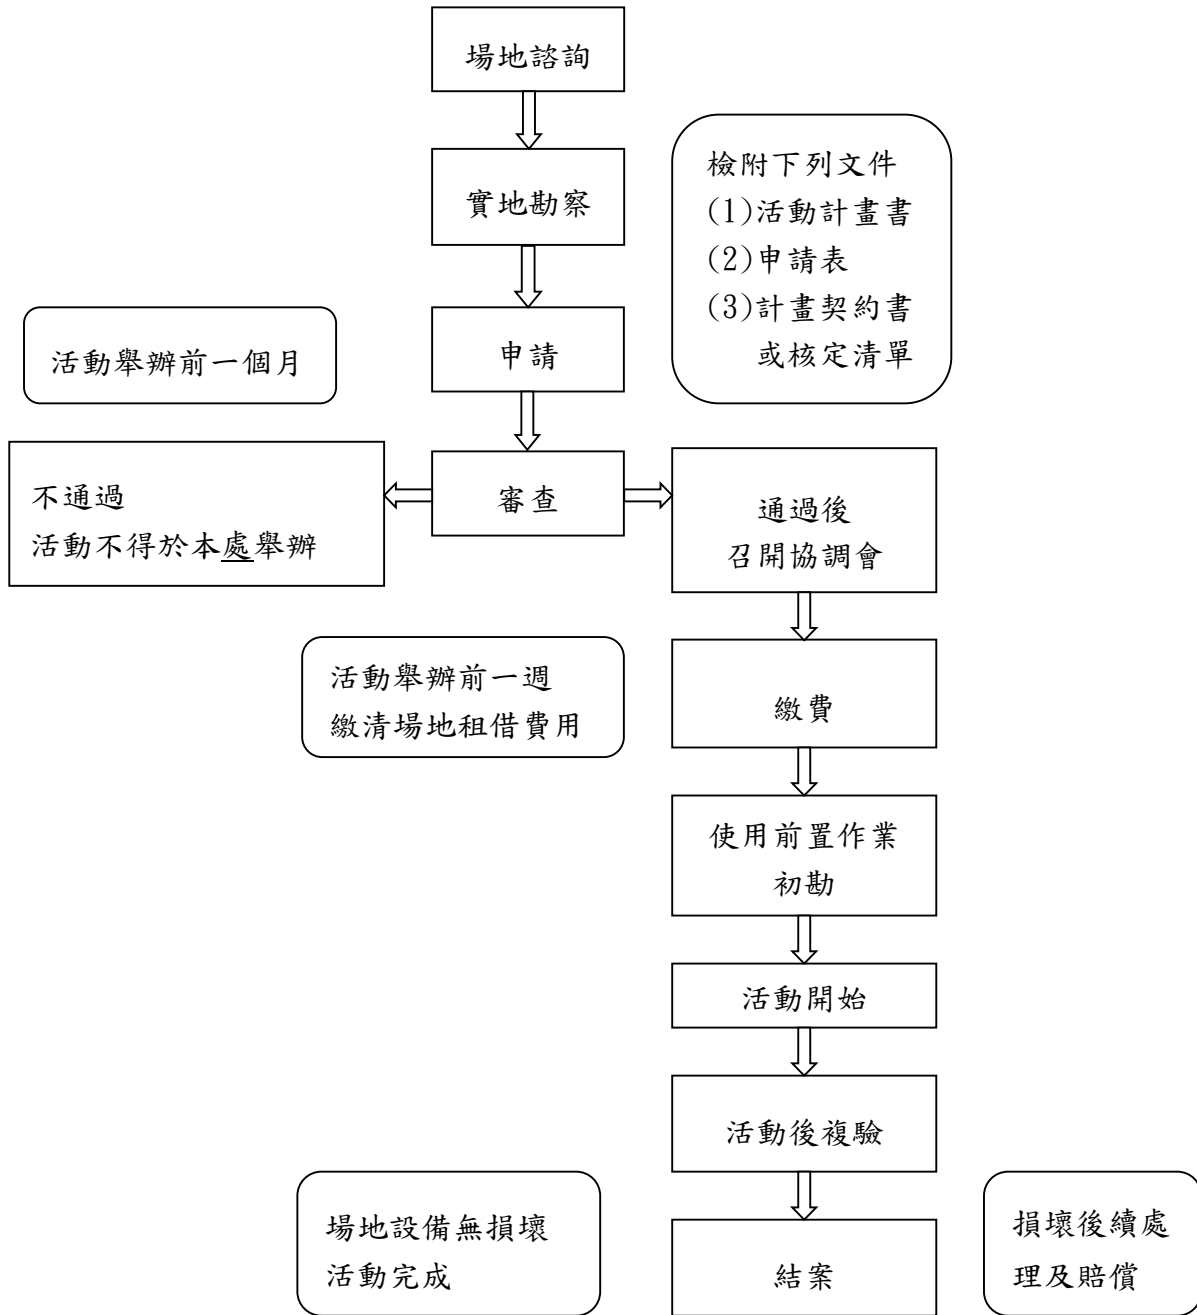 場地諮詢
實地勘察
檢附下列文件
(1)活動計畫書
(2)申請表
(3)計畫契約書
或核定清單
活動舉辦前一個月
申請
不通過
活動不得於本處舉辦
審查
通過後
召開協調會
活動舉辦前一週
繳清場地租借費用
繳費
使用前置作業
初勘
活動開始
活動後複驗
場地設備無損壞
活動完成
結案
損壞後續處
理及賠償